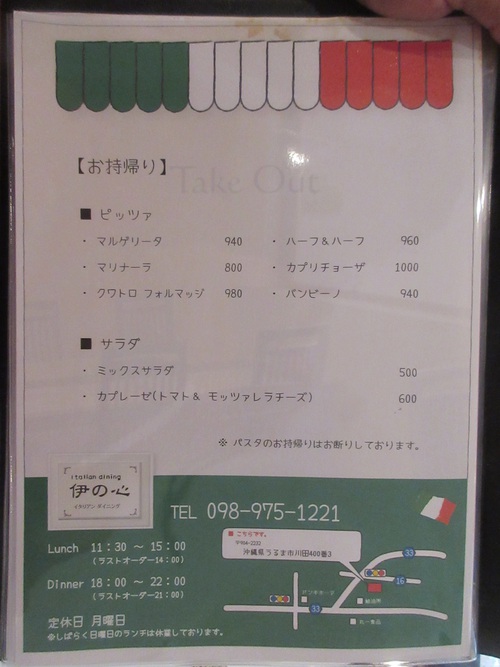 【お持帰り】
Take Out
■ ピッツァ
・ マルゲリータ 940 ・ ハーフ&ハーフ 960
・ マリナーラ 800 ・ カプリチョーザ 1000
・ クワトロ フォルマッジ 980 ・ バンビーノ 940
■ サラダ
・ ミックスサラダ 500
・ カプレーゼ(トマト& モッツァレラチーズ) 600
※ パスタのお持帰りはお断りしております。
italian dining
伊の心
イタリアン ダイニング
TEL 098-975-1221
■ こちらです。
〒904-2232
沖縄県うるま市川田400番3
Lunch 11:30 ～ 15:00
(ラストオーダー14:00)
Dinner 18:00 ～ 22:00
(ラストオーダー21:00)
定休日 月曜日
※しばらく日曜日のランチは休業しております。
33
16
33